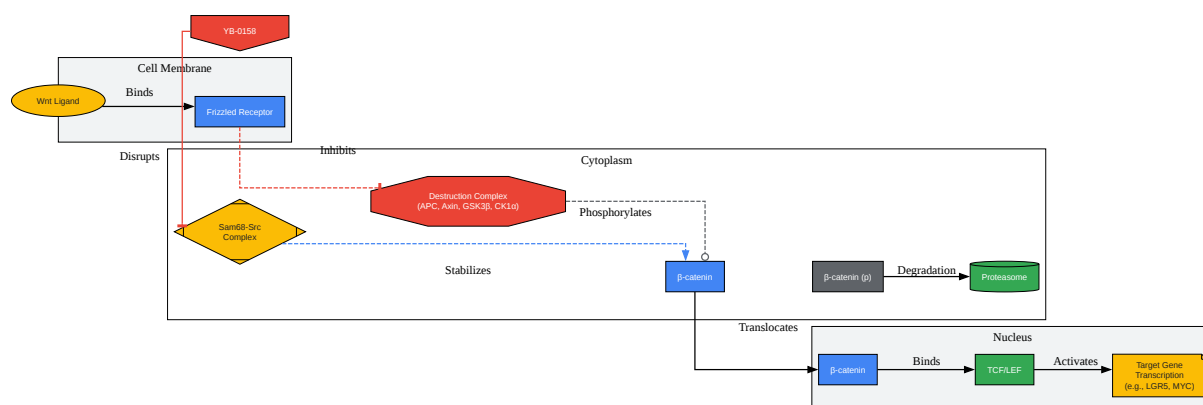 YB-0158
Cell Membrane
Wnt Ligand
Binds
Frizzled Receptor
Disrupts
Inhibits
Cytoplasm
Destruction Complex
(APC, Axin, GSK3β, CK1α)
Phosphorylates
Sam68-Src
Complex
Stabilizes
β-catenin
β-catenin (p)
Degradation
Proteasome
Translocates
Nucleus
β-catenin
Binds
TCF/LEF
Activates
Target Gene
Transcription
(e.g., LGR5, MYC)